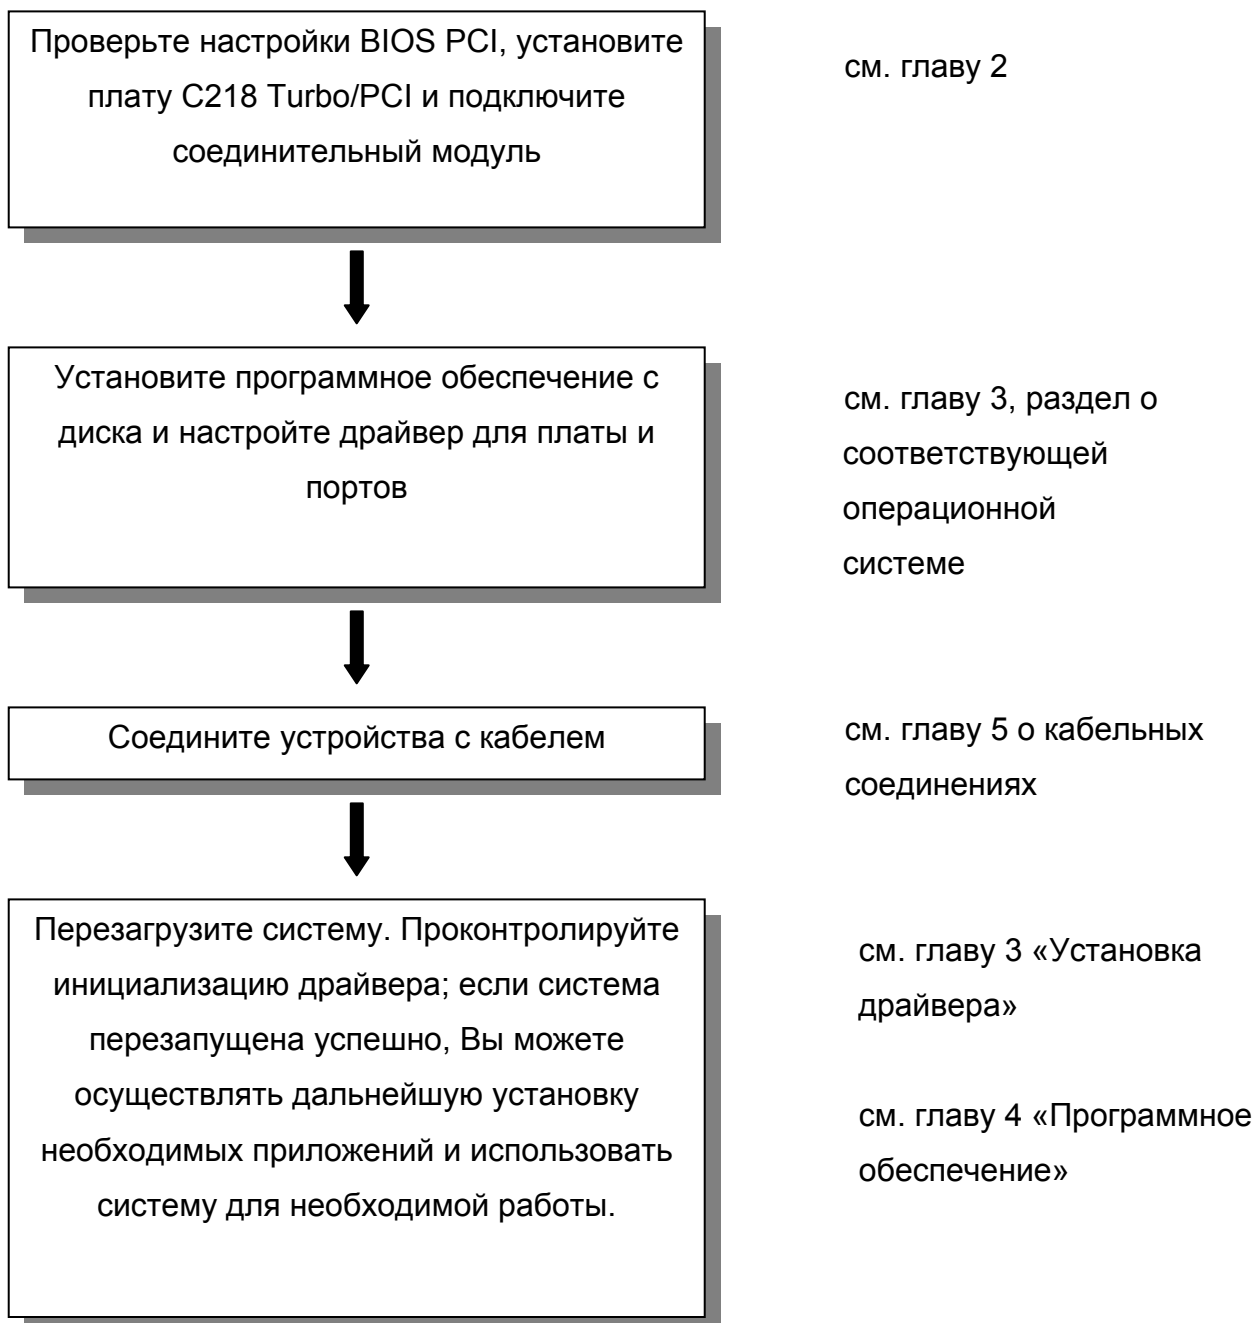 Проверьте настройки BIOS PCI, установите
плату C218 Turbo/PCI и подключите
соединительный модуль
см. главу 2
Установите программное обеспечение с
диска и настройте драйвер для платы и
портов
см. главу 3, раздел о
соответствующей
операционной
системе
Соедините устройства с кабелем
см. главу 5 о кабельных
соединениях
Перезагрузите систему. Проконтролируйте
инициализацию драйвера; если система
перезапущена успешно, Вы можете
осуществлять дальнейшую установку
необходимых приложений и использовать
систему для необходимой работы.
см. главу 3 «Установка
драйвера»
см. главу 4 «Программное
обеспечение»